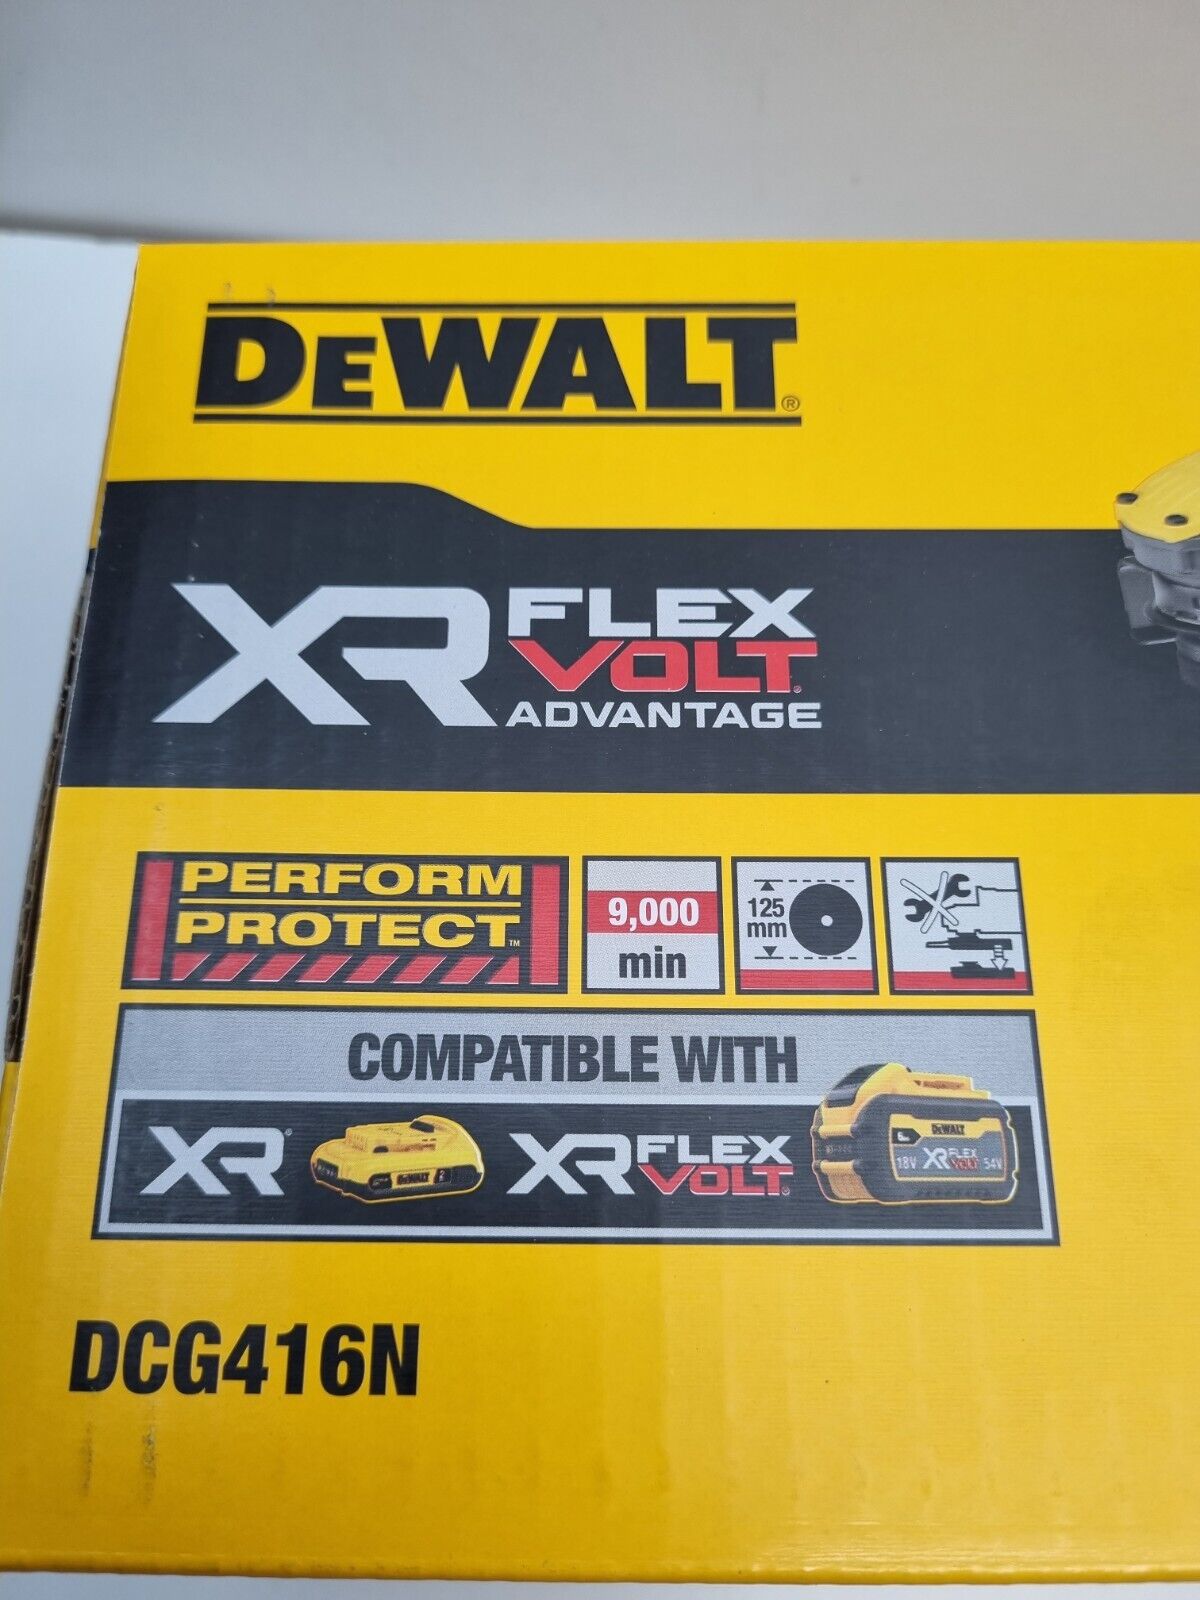 DeWALT®
XR FLEX VOLT® ADVANTAGE
PERFORM
PROTECT™
9,000
min
125
mm
COMPATIBLE WITH
XR®
DeWALT
XR FLEX VOLT®
DeWALT
18V XR FLEX VOLT 54V
DCG416N